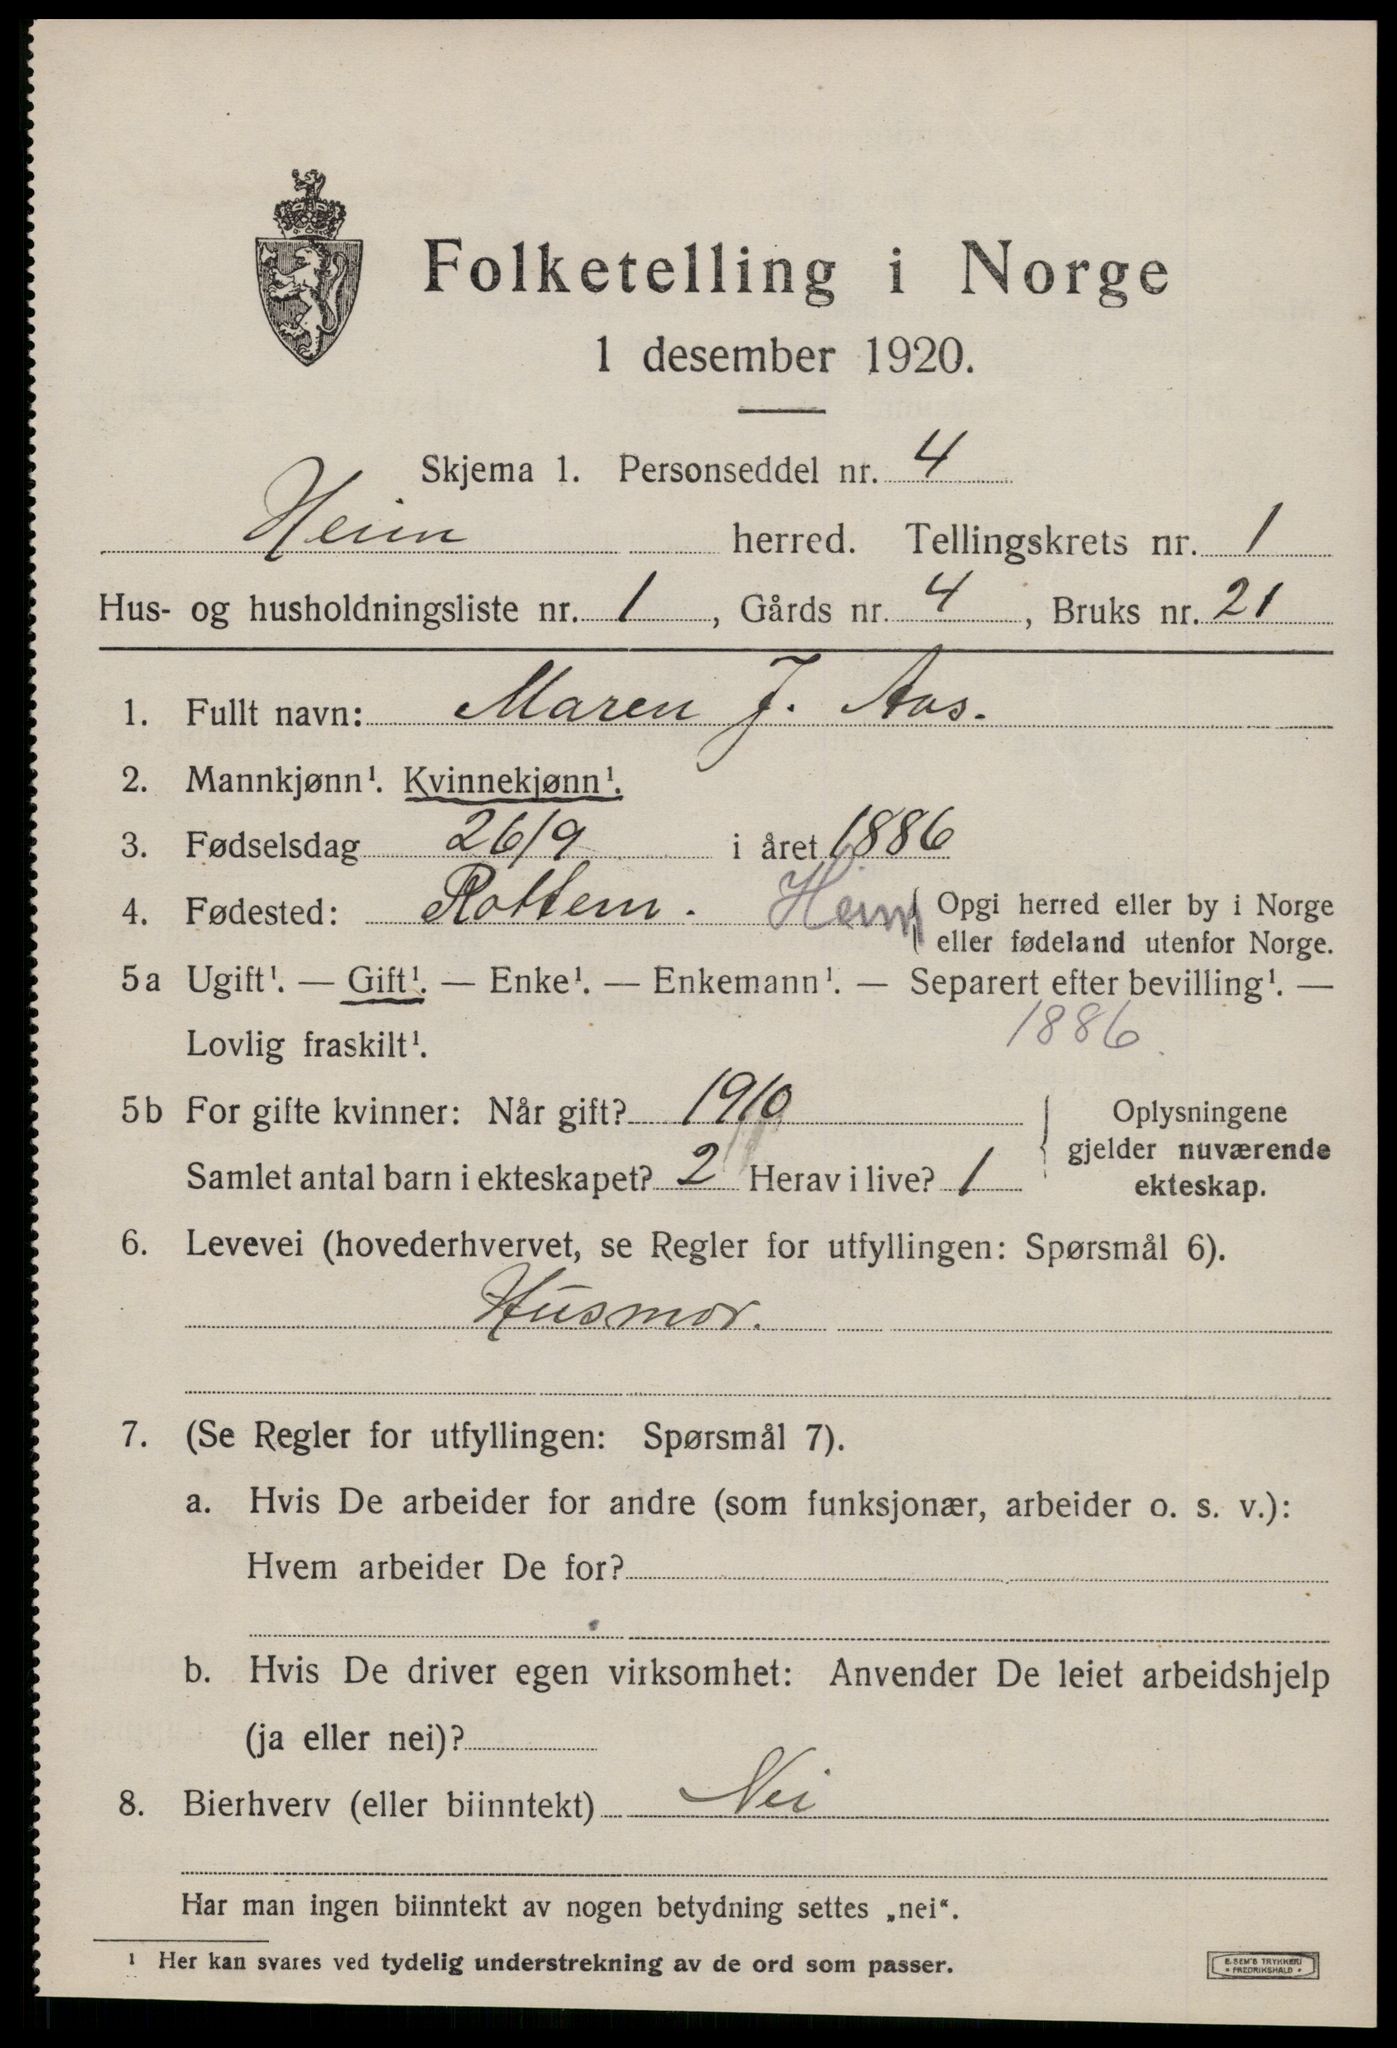 Folketelling i Norge
1 desember 1920.
Skjema 1. Personseddel nr. 4
Heim herred. Tellingskrets nr. 1
Hus- og husholdningsliste nr. 1, Gårds nr. 4, Bruks nr. 21
1. Fullt navn: Maren J. Aas.
2. Mannkjønn¹. Kvinnekjønn¹.
3. Fødselsdag 26/9 i året 1886
4. Fødested: Rottem. Heim { Opgi herred eller by i Norge
eller fødeland utenfor Norge.
5a Ugift¹. — Gift¹. — Enke¹. — Enkemann¹. — Separert efter bevilling¹. —
Lovlig fraskilt¹. 1886.
5b For gifte kvinner: Når gift? 1910
Samlet antal barn i ekteskapet? 2 Herav i live? 1
{ Oplysningene
gjelder nuværende
ekteskap.
6. Levevei (hovederhvervet, se Regler for utfyllingen: Spørsmål 6).
Husmor.
7. (Se Regler for utfyllingen: Spørsmål 7).
a. Hvis De arbeider for andre (som funksjonær, arbeider o. s. v.):
Hvem arbeider De for?
b. Hvis De driver egen virksomhet: Anvender De leiet arbeidshjelp
(ja eller nei)?
8. Bierhverv (eller biinntekt) Nei
Har man ingen biinntekt av nogen betydning settes „nei“.
¹ Her kan svares ved tydelig understrekning av de ord som passer.
E. SEM'S TRYKKERI
FREDRIKSHALD